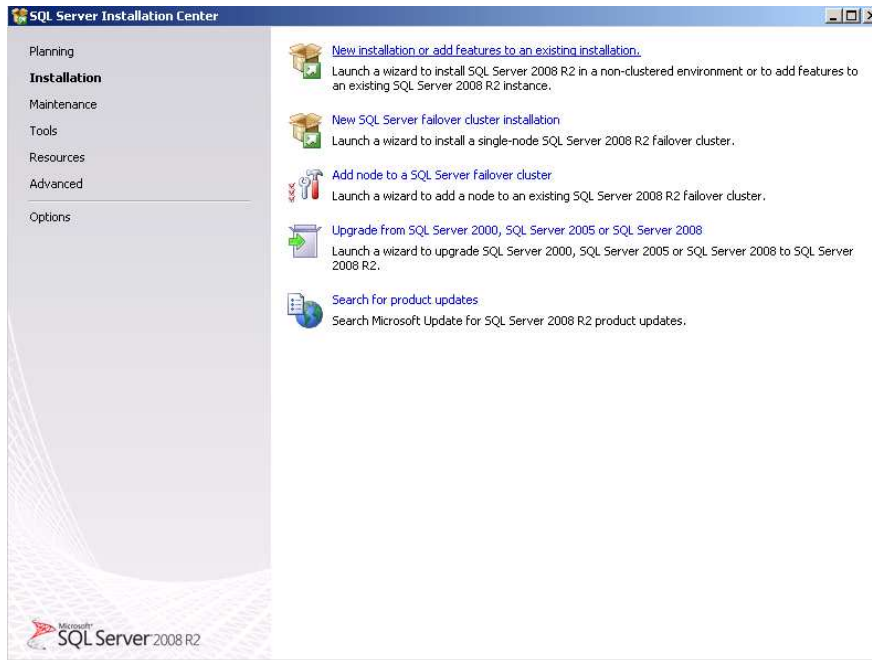 SQL Server Installation Center
Planning
Installation
Maintenance
Tools
Resources
Advanced
Options
New installation or add features to an existing installation.
Launch a wizard to install SQL Server 2008 R2 in a non-clustered environment or to add features to
an existing SQL Server 2008 R2 instance.
New SQL Server failover cluster installation
Launch a wizard to install a single-node SQL Server 2008 R2 failover cluster.
Add node to a SQL Server failover cluster
Launch a wizard to add a node to an existing SQL Server 2008 R2 failover cluster.
Upgrade from SQL Server 2000, SQL Server 2005 or SQL Server 2008
Launch a wizard to upgrade SQL Server 2000, SQL Server 2005 or SQL Server 2008 to SQL Server
2008 R2.
Search for product updates
Search Microsoft Update for SQL Server 2008 R2 product updates.
Microsoft®
SQL Server 2008 R2